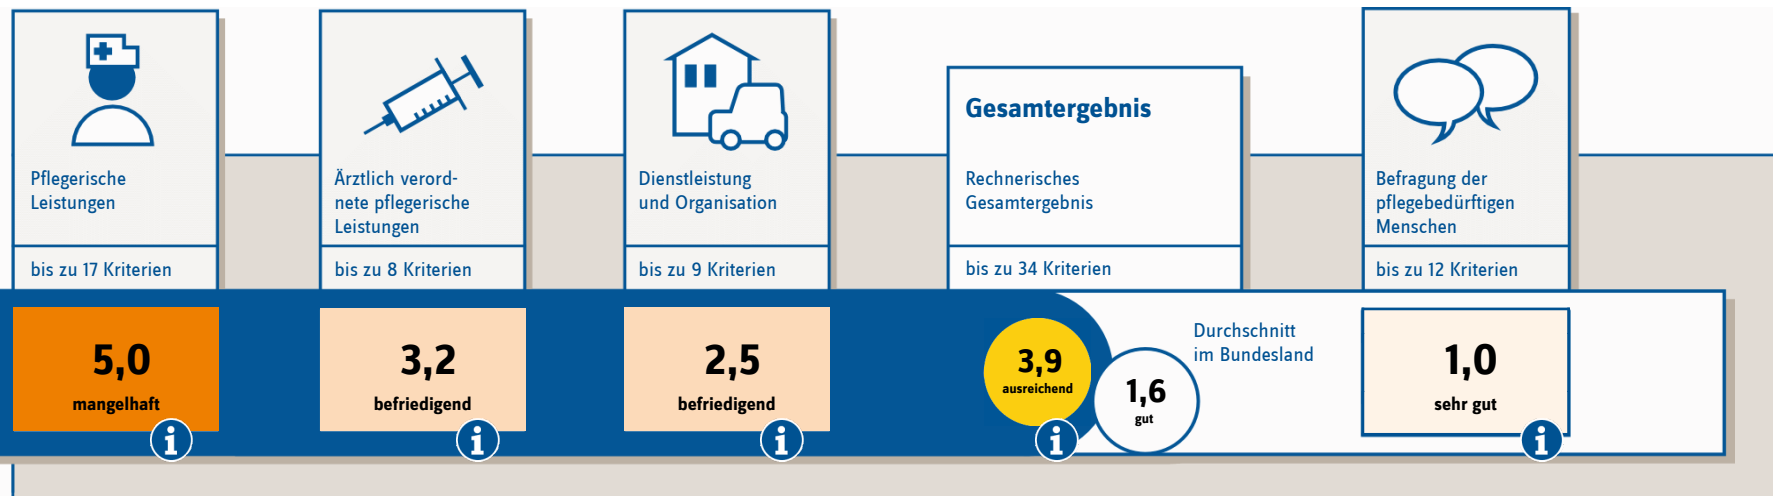 Pflegerische
Leistungen
bis zu 17 Kriterien
5,0
mangelhaft
i
Ärztlich verord-
nete pflegerische
Leistungen
bis zu 8 Kriterien
3,2
befriedigend
i
Dienstleistung
und Organisation
bis zu 9 Kriterien
2,5
befriedigend
i
Gesamtergebnis
Rechnerisches
Gesamtergebnis
bis zu 34 Kriterien
3,9
ausreichend
i
1,6
gut
Durchschnitt
im Bundesland
Befragung der
pflegebedürftigen
Menschen
bis zu 12 Kriterien
1,0
sehr gut
i